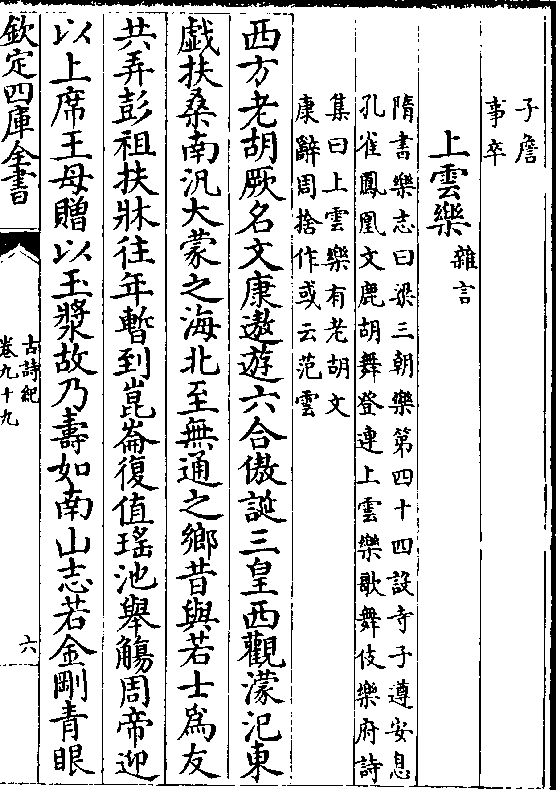 子詹
事卒
上雲樂雜言
隋書樂志曰梁三朝樂第四十四設寺子遵安息
孔雀鳳凰文鹿胡舞登連上雲樂歌舞伎樂府詩
集曰上雲樂有老胡文
康辭周捨作或云范雲
西方老胡厥名文康遨遊六合傲誕三皇西觀濛汜東
戯扶桑南汎大蒙之海北至無通之鄉昔與若士爲友
共弄彭祖扶牀往年暫到崑崙復值瑤池舉觴周帝迎
以上席王母贈以玉漿故乃壽如南山志若金剛青眼
欽定四庫全書
古詩紀
卷九十九
六